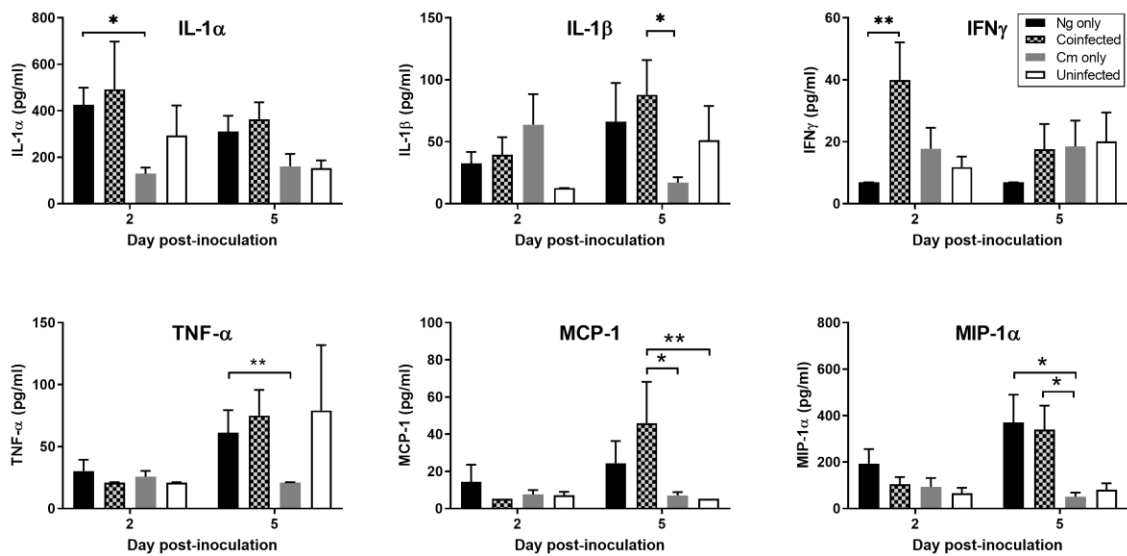 IL-1α
*
IL-1α (pg/ml)
800
600
400
200
0
2
5
Day post-inoculation
IL-1β
*
IL-1β (pg/ml)
150
100
50
0
2
5
Day post-inoculation
IFNγ
**
IFNγ (pg/ml)
60
40
20
0
2
5
Day post-inoculation
Ng only
Coinfected
Cm only
Uninfected
TNF-α
**
TNF-α (pg/ml)
150
100
50
0
2
5
Day post-inoculation
MCP-1
**
*
MCP-1 (pg/ml)
100
80
60
40
20
0
2
5
Day post-inoculation
MIP-1α
*
*
MIP-1α (pg/ml)
800
600
400
200
0
2
5
Day post-inoculation